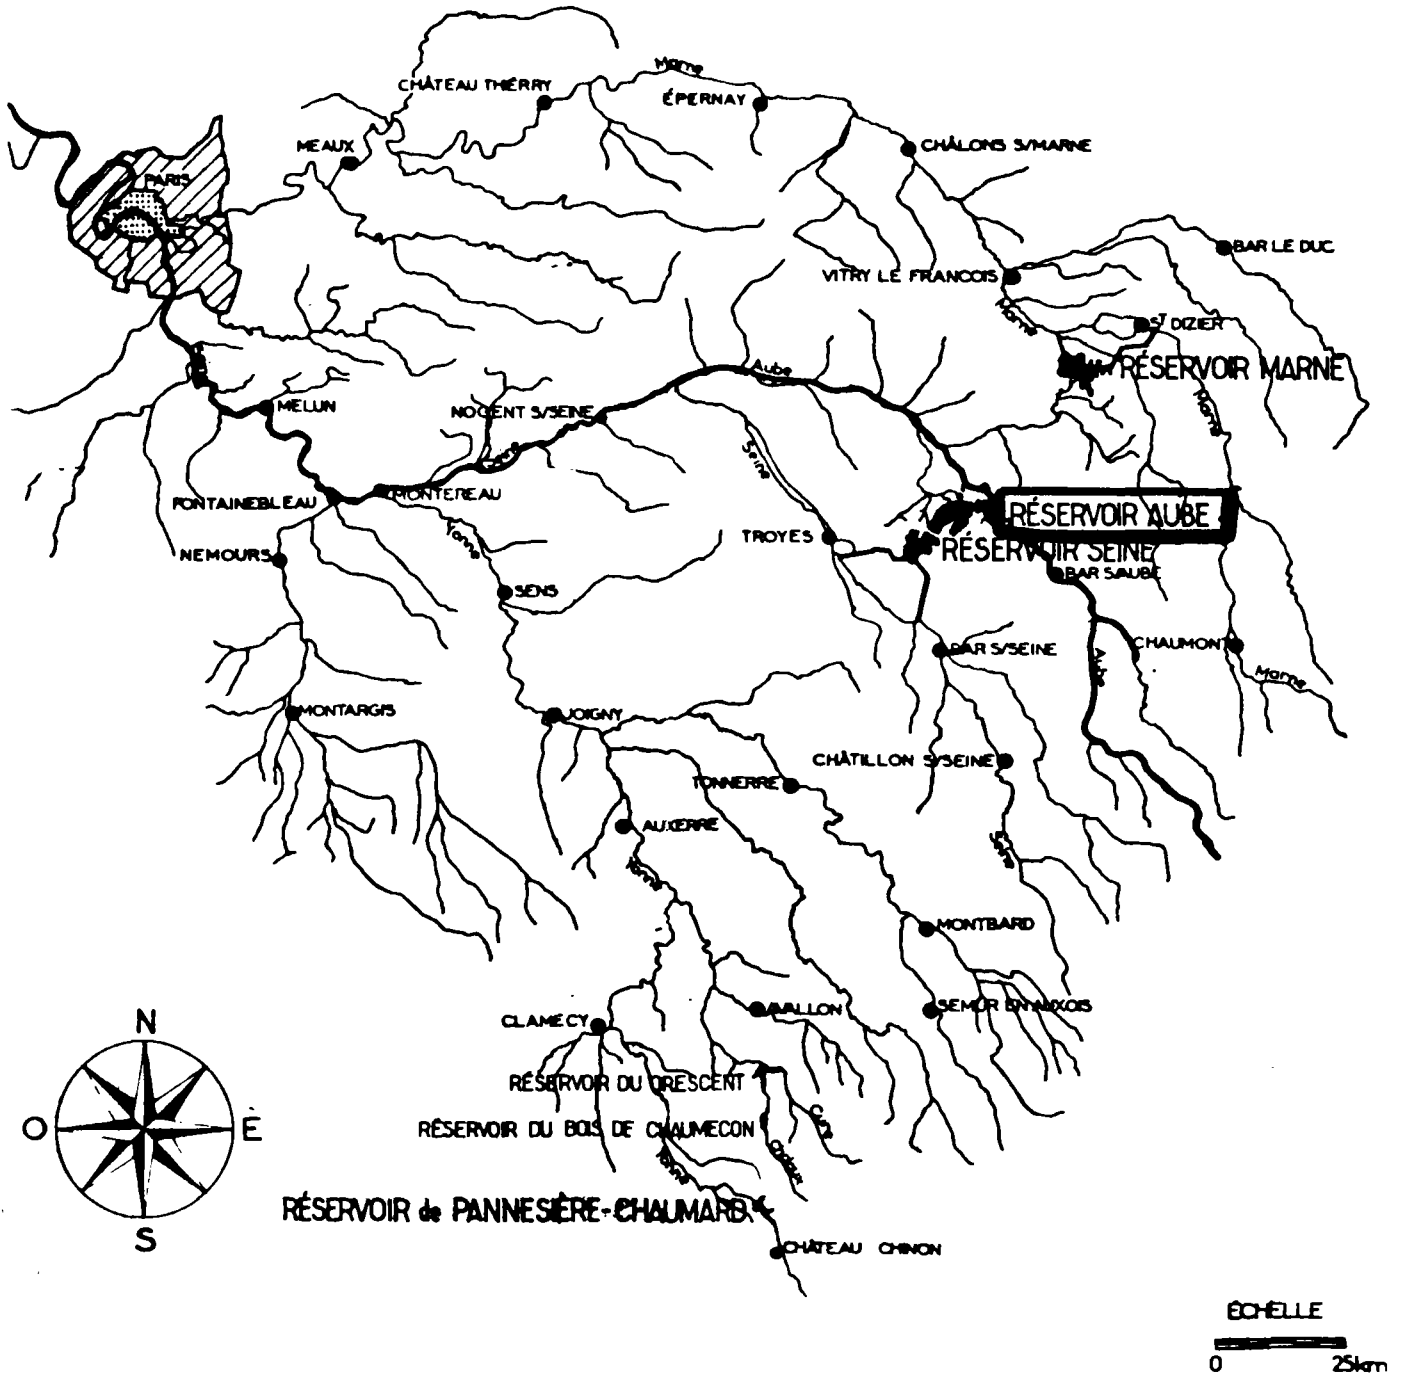 Marne
CHÂTEAU THIÉRRY
ÉPERNAY
MEAUX
CHÂLONS S/MARNE
PARIS
BAR LE DUC
VITRY LE FRANCOIS
Marne
ST DIZIER
RÉSERVOIR MARNE
Aube
Marne
MELUN
NOGENT S/SEINE
Seine
Seine
FONTAINEBLEAU
MONTEREAU
RÉSERVOIR AUBE
Yonne
TROYES
RÉSERVOIR SEINE
NEMOURS
BAR S/AUBE
SENS
BAR S/SEINE
CHAUMONT
Aube
Marne
MONTARGIS
JOIGNY
CHÂTILLON S/SEINE
TONNERRE
AUXERRE
Seine
Yonne
MONTBARD
AVALLON
SEMUR EN AUXOIS
CLAMECY
N
RÉSERVOIR DU CRESCENT
O
É
RÉSERVOIR DU BOIS DE CHAUMECON
Cure
Yonne
RÉSERVOIR de PANNESIÈRE-CHAUMARD
S
CHÂTEAU CHINON
ÉCHÉLLE
0 25km